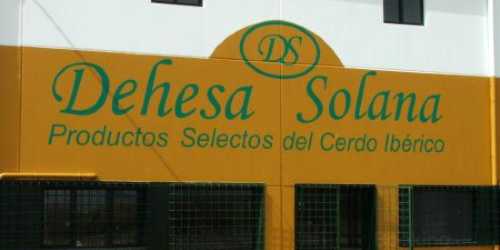 DS
Dehesa Solana
Productos Selectos del Cerdo Ibérico